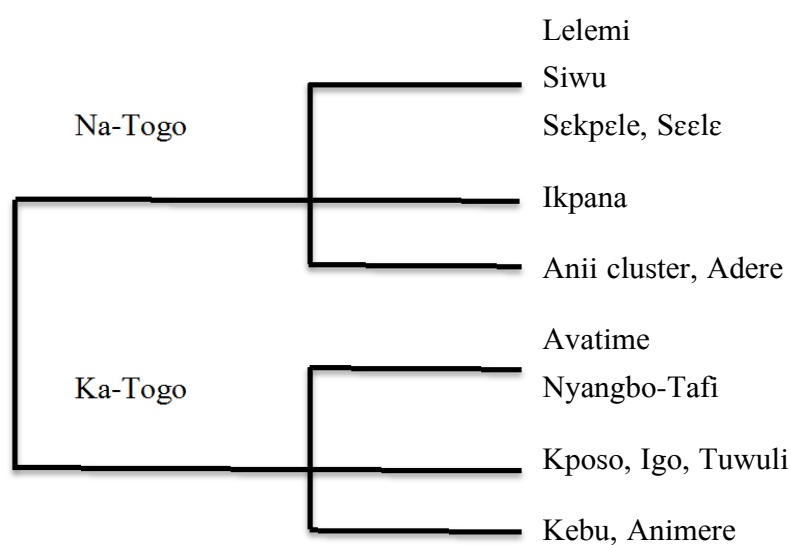 Lelemi
Siwu
Na-Togo
Sɛkpɛle, Sɛɛlɛ
Ikpana
Anii cluster, Adere
Avatime
Ka-Togo
Nyangbo-Tafi
Kposo, Igo, Tuwuli
Kebu, Animere